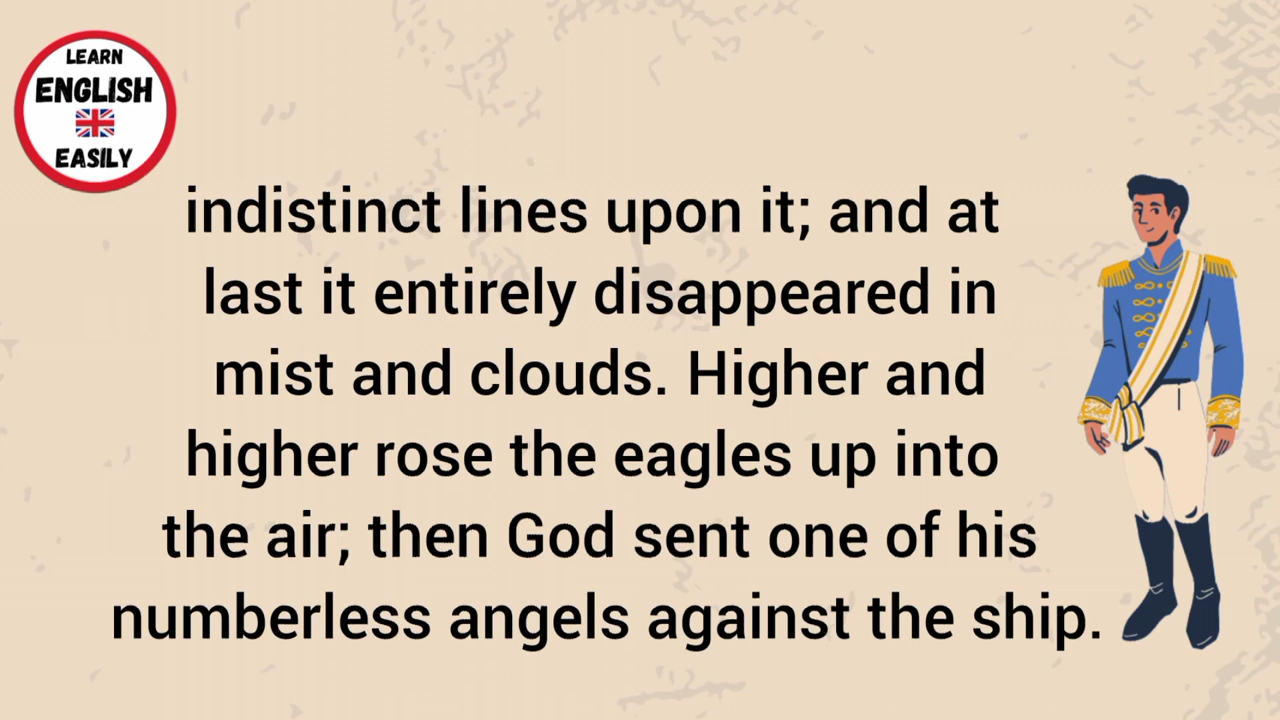 LEARN
ENGLISH
EASILY
indistinct lines upon it; and at
last it entirely disappeared in
mist and clouds. Higher and
higher rose the eagles up into
the air; then God sent one of his
numberless angels against the ship.